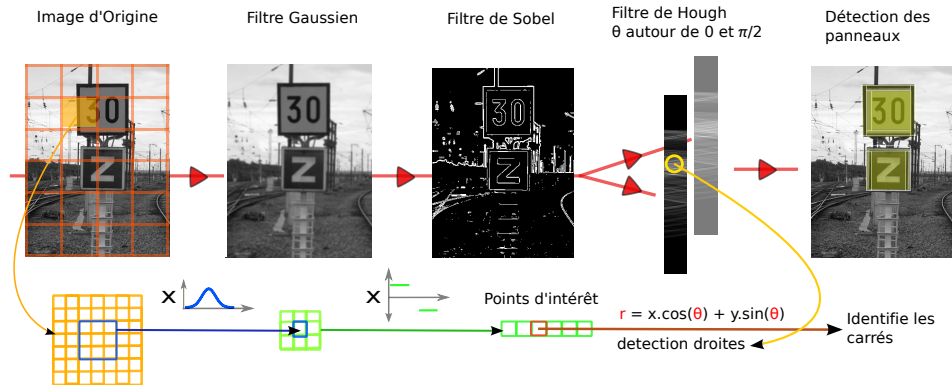 Image d'Origine
Filtre Gaussien
Filtre de Sobel
Filtre de Hough
θ autour de 0 et π/2
Détection des
panneaux
30
Z
30
Z
30
Z
30
Z
X
X
Points d'intérêt
r = x.cos(θ) + y.sin(θ)
detection droites
Identifie les
carrés